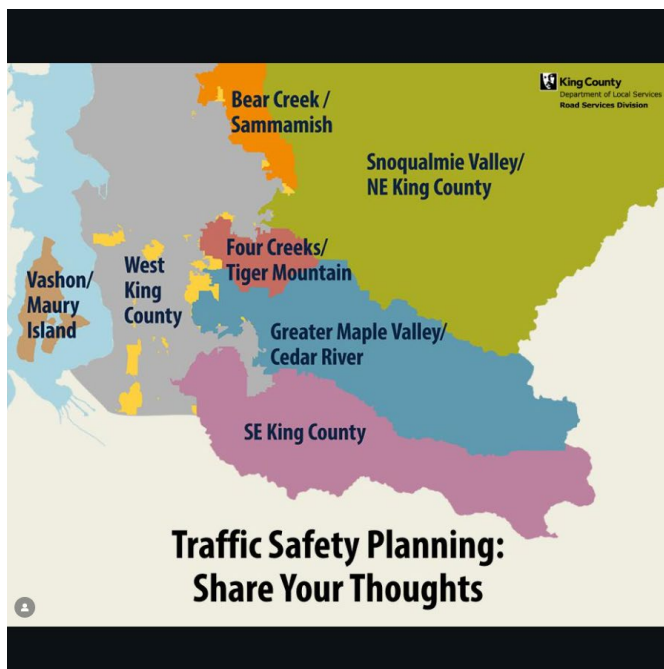 King County
Department of Local Services
Road Services Division
Bear Creek /
Sammamish
Snoqualmie Valley/
NE King County
Four Creeks/
Tiger Mountain
West
King
County
Vashon/
Maury
Island
Greater Maple Valley/
Cedar River
SE King County
Traffic Safety Planning:
Share Your Thoughts